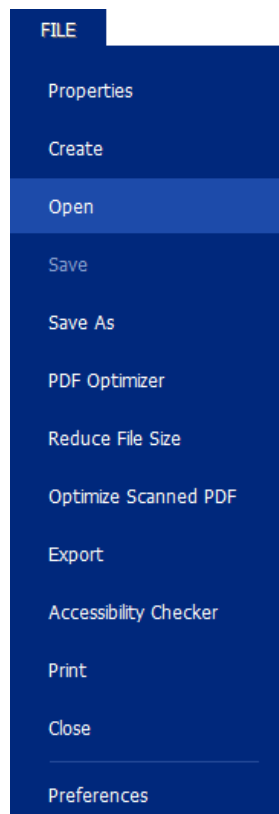 FILE
Properties
Create
Open
Save
Save As
PDF Optimizer
Reduce File Size
Optimize Scanned PDF
Export
Accessibility Checker
Print
Close
Preferences